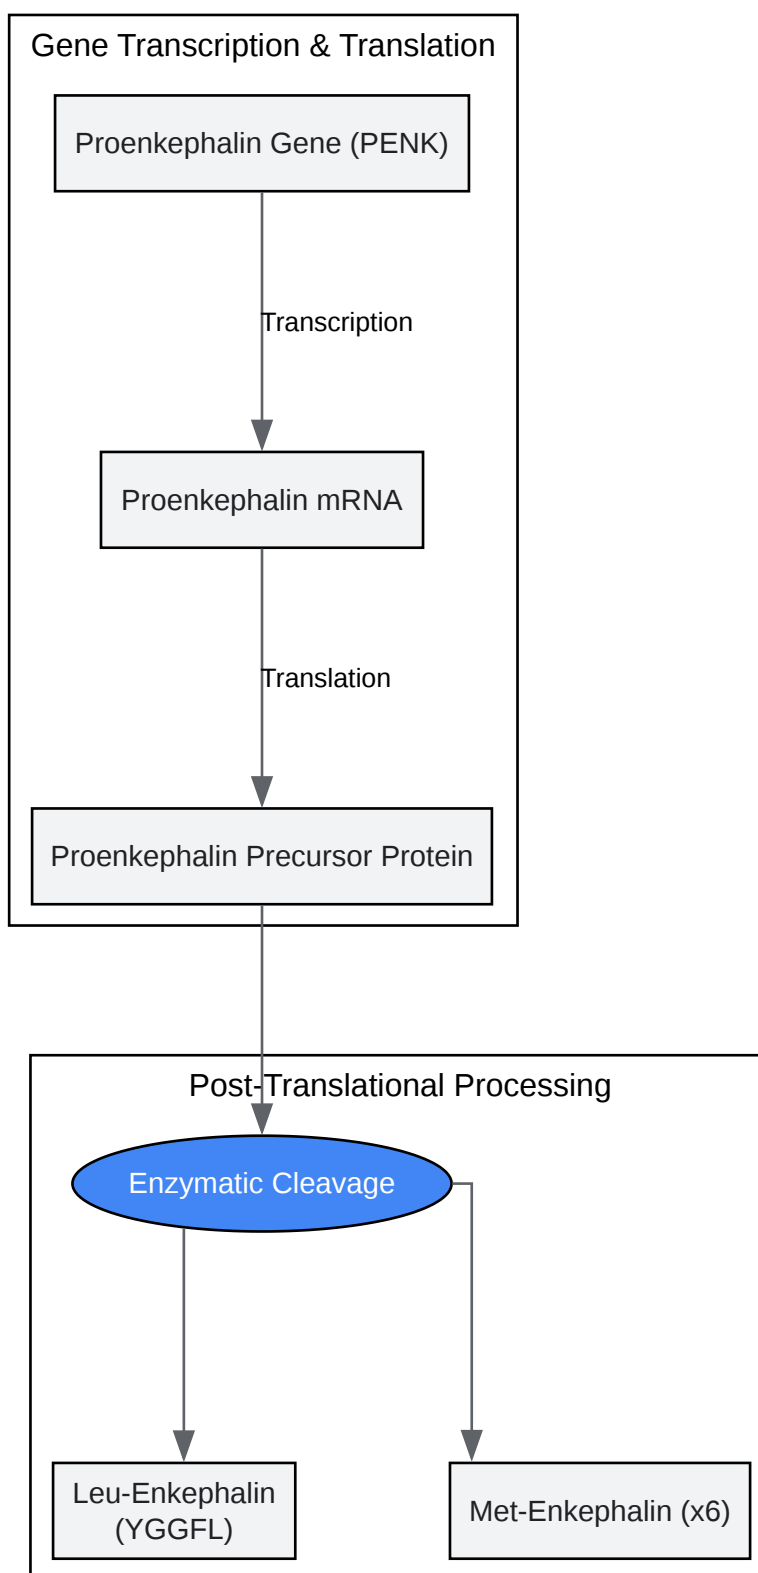 Gene Transcription & Translation
Proenkephalin Gene (PENK)
Transcription
Proenkephalin mRNA
Translation
Proenkephalin Precursor Protein
Post-Translational Processing
Enzymatic Cleavage
Leu-Enkephalin
(YGGFL)
Met-Enkephalin (x6)